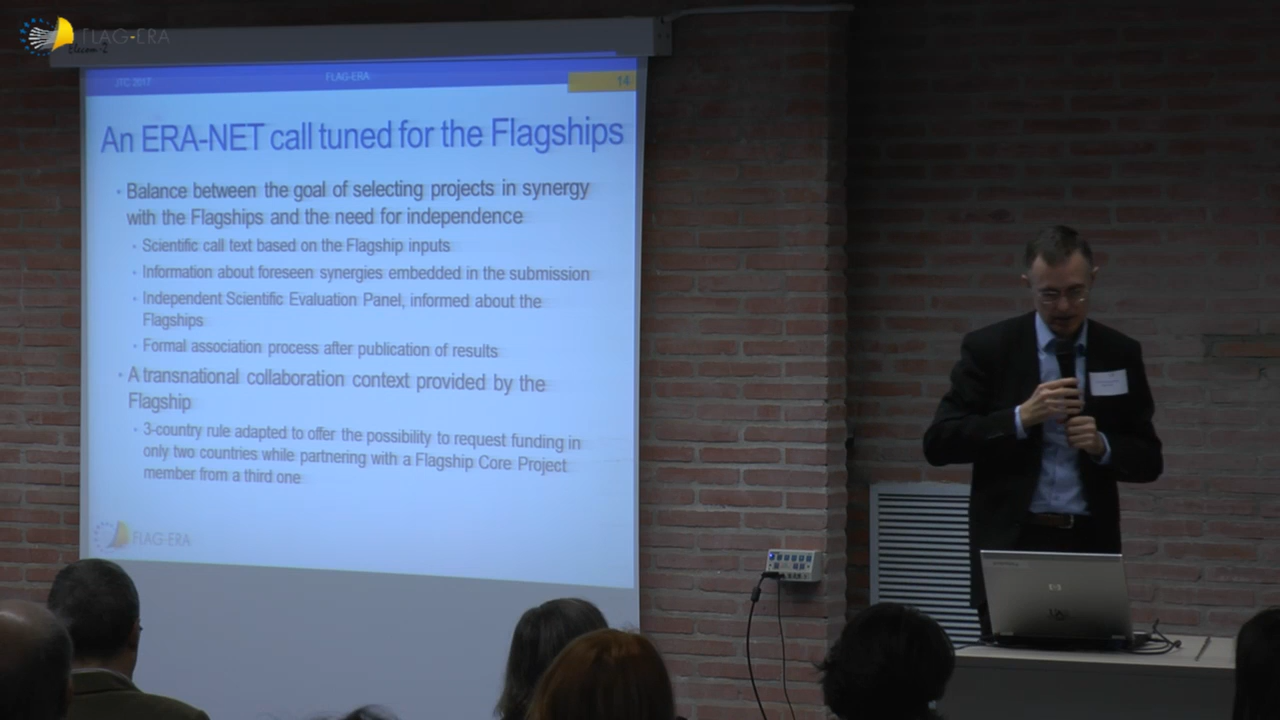 FLAG-ERA
Elecom-2
JTC 2017
FLAG-ERA
14
An ERA-NET call tuned for the Flagships
Balance between the goal of selecting projects in synergy
with the Flagships and the need for independence
Scientific call text based on the Flagship inputs
Information about foreseen synergies embedded in the submission
Independent Scientific Evaluation Panel, informed about the
Flagships
Formal association process after publication of results
A transnational collaboration context provided by the
Flagship
3-country rule adapted to offer the possibility to request funding in
only two countries while partnering with a Flagship Core Project
member from a third one
FLAG-ERA
hp